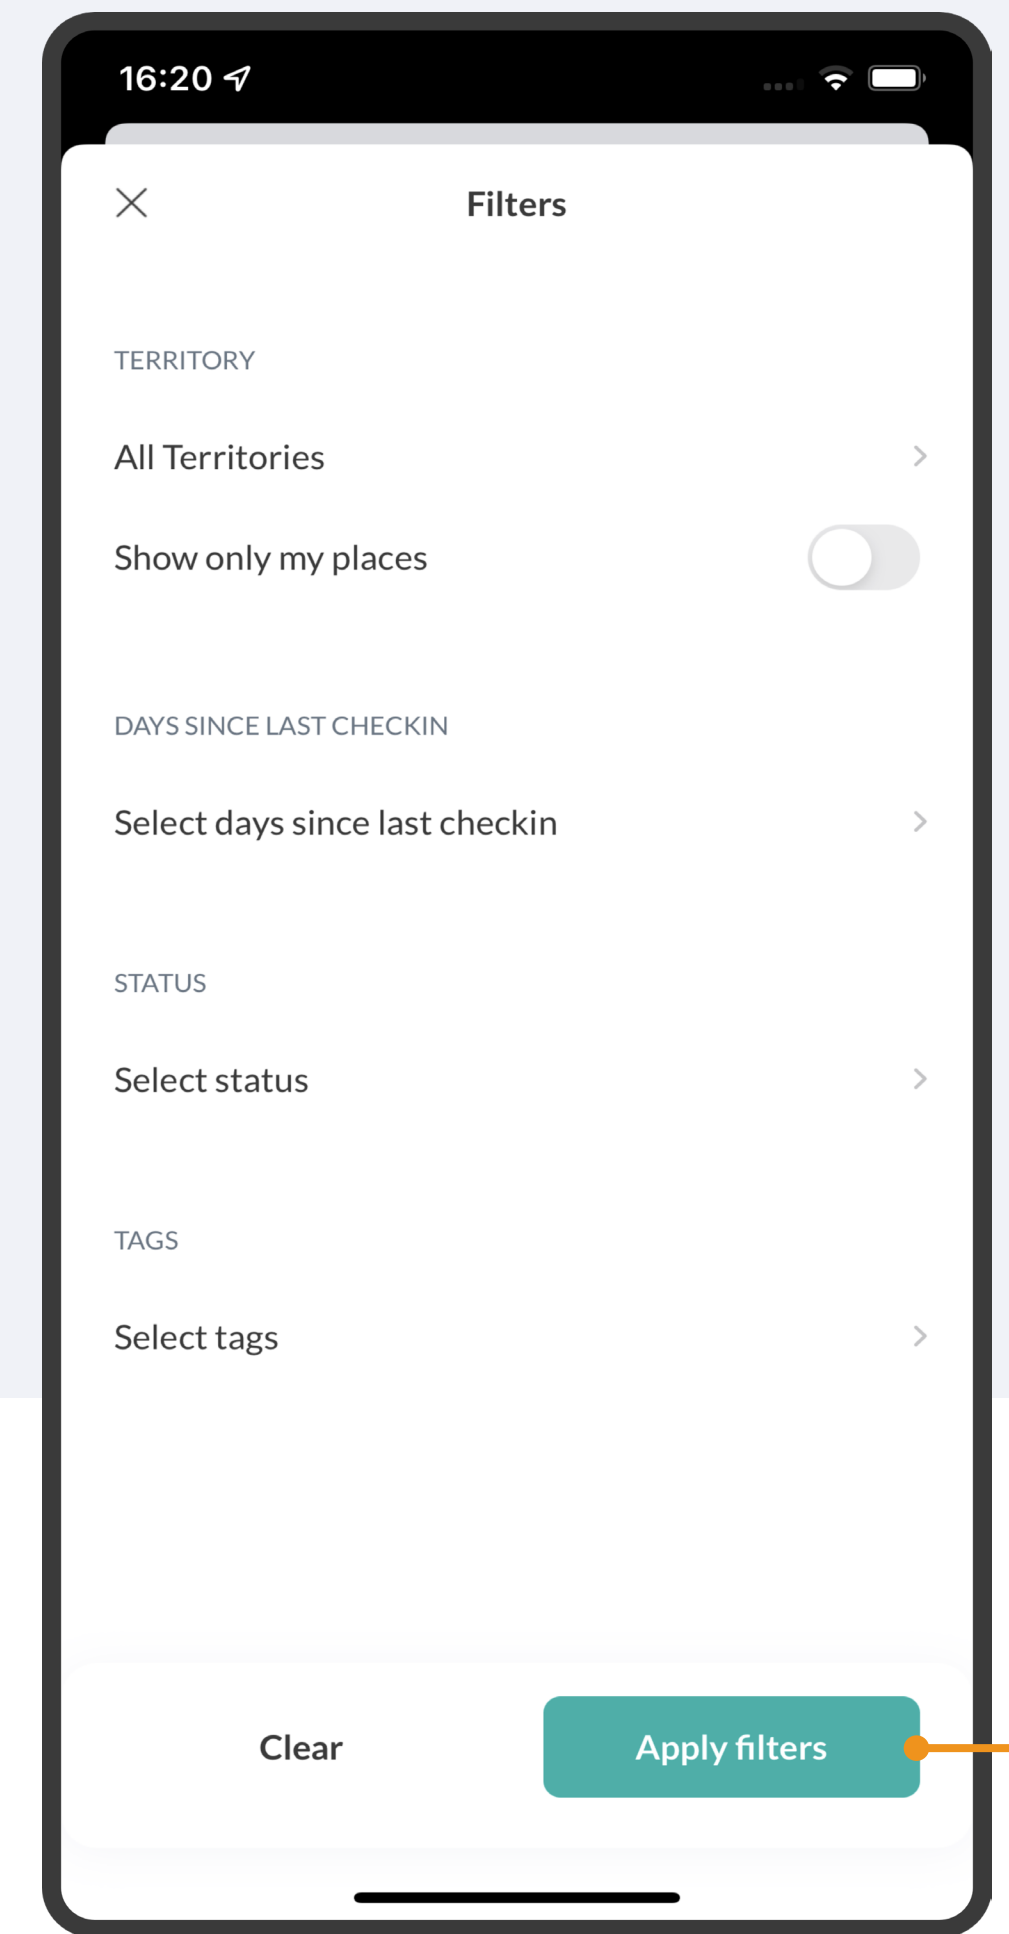 16:20
Filters
TERRITORY
All Territories
Show only my places
DAYS SINCE LAST CHECKIN
Select days since last checkin
STATUS
Select status
TAGS
Select tags
Clear
Apply filters